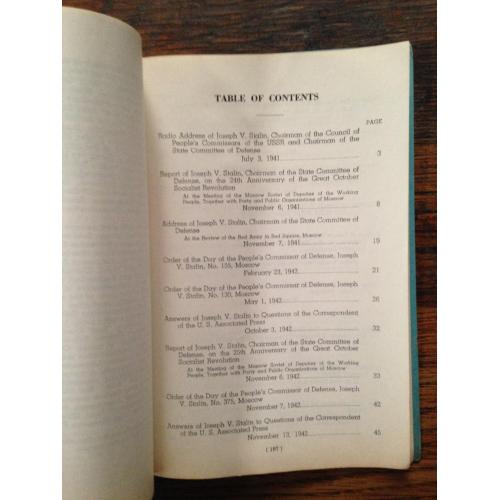 TABLE OF CONTENTS
PAGE
Radio Address of Joseph V. Stalin, Chairman of the Council of
People's Commissars of the USSR and Chairman of the
State Committee of Defense
July 3, 1941 3
Report of Joseph V. Stalin, Chairman of the State Committee of
Defense, on the 24th Anniversary of the Great October
Socialist Revolution
At the Meeting of the Moscow Soviet of Deputies of the Working
People, Together with Party and Public Organizations of Moscow
November 6, 1941 8
Address of Joseph V. Stalin, Chairman of the State Committee of
Defense
At the Review of the Red Army in Red Square, Moscow
November 7, 1941 19
Order of the Day of the People's Commissar of Defense, Joseph
V. Stalin, No. 155, Moscow
February 23, 1942 21
Order of the Day of the People's Commissar of Defense, Joseph
V. Stalin, No. 130, Moscow
May 1, 1942 26
Answers of Joseph V. Stalin to Questions of the Correspondent
of the U. S. Associated Press
October 3, 1942 32
Report of Joseph V. Stalin, Chairman of the State Committee of
Defense, on the 25th Anniversary of the Great October
Socialist Revolution
At the Meeting of the Moscow Soviet of Deputies of the Working
People, Together with Party and Public Organizations of Moscow
November 6, 1942 33
Order of the Day of the People's Commissar of Defense, Joseph
V. Stalin, No. 375, Moscow
November 7, 1942 42
Answers of Joseph V. Stalin to Questions of the Correspondent
of the U. S. Associated Press
November 13, 1942 45